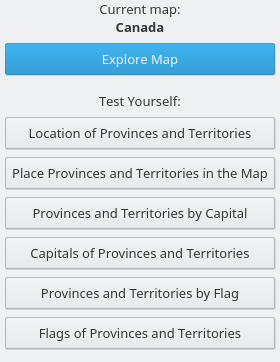 Current map:
Canada
Explore Map
Test Yourself:
Location of Provinces and Territories
Place Provinces and Territories in the Map
Provinces and Territories by Capital
Capitals of Provinces and Territories
Provinces and Territories by Flag
Flags of Provinces and Territories